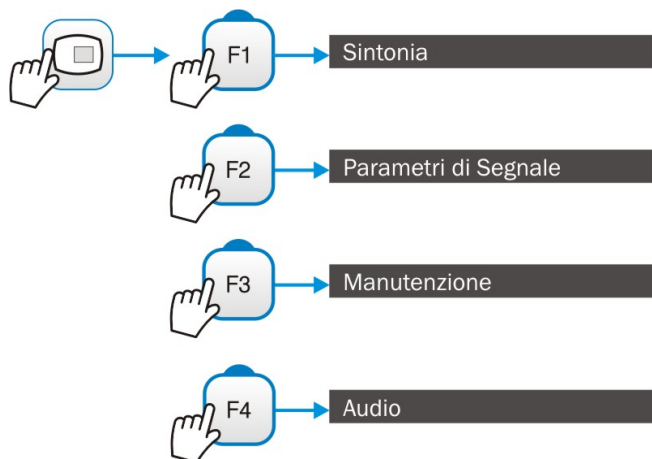 F1
Sintonia
F2
Parametri di Segnale
F3
Manutenzione
F4
Audio